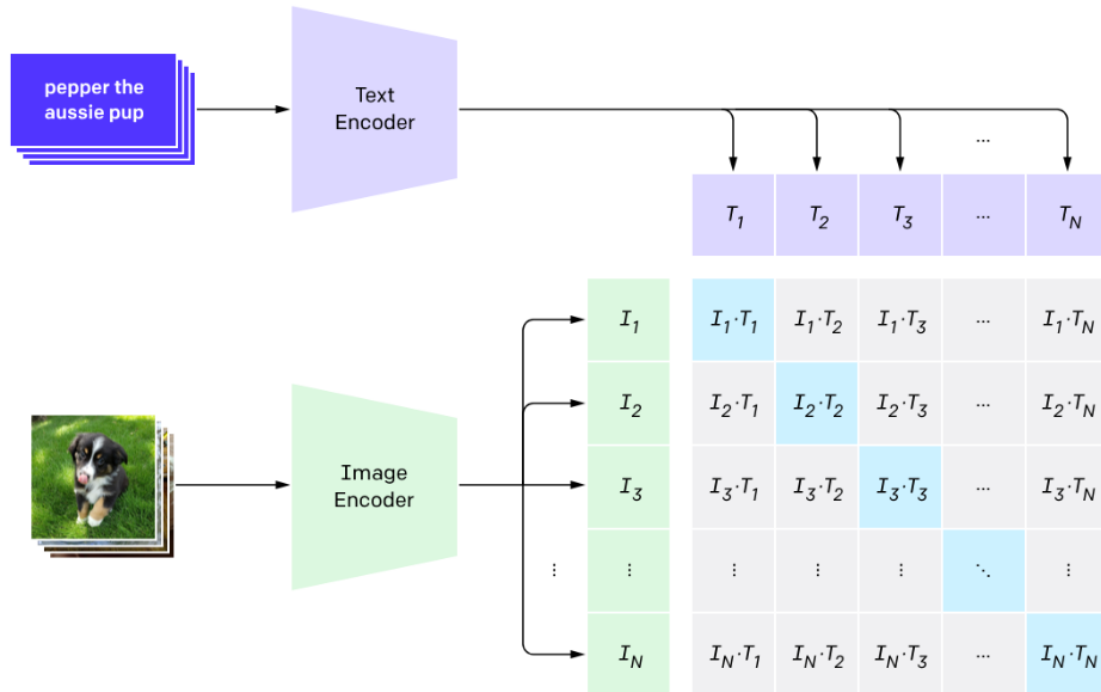 pepper the
aussie pup
Text
Encoder
...
T1 T2 T3 ... TN
I1 I1·T1 I1·T2 I1·T3 ... I1·TN
I2 I2·T1 I2·T2 I2·T3 ... I2·TN
Image
Encoder
I3 I3·T1 I3·T2 I3·T3 ... I3·TN
⋮ ⋮ ⋮ ⋮ ⋮ ⋱ ⋮
IN IN·T1 IN·T2 IN·T3 ... IN·TN